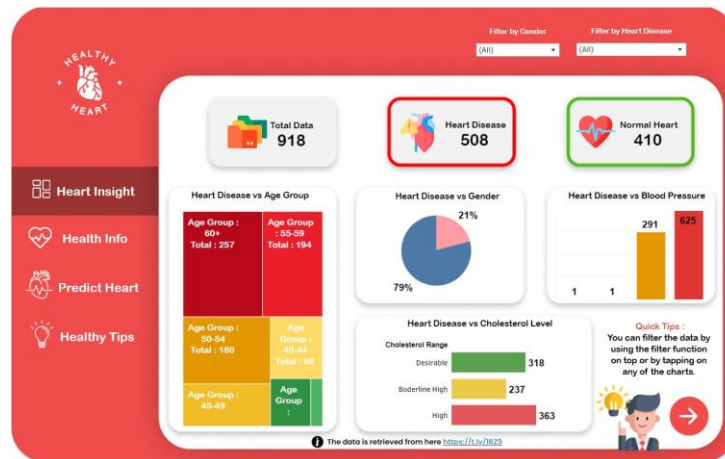 Filter by Gender
Filter by Heart Disease
(All)
(All)
HEALTHY
HEART
Total Data
918
Heart Disease
508
Normal Heart
410
Heart Insight
Health Info
Predict Heart
Healthy Tips
Heart Disease vs Age Group
Age Group :
60+
Total : 257
Age Group
: 55-59
Total : 194
Age Group :
50-54
Total : 180
Age
Group :
40-44
Total : 98
Age Group :
45-49
Age
Group :
Heart Disease vs Gender
21%
79%
Heart Disease vs Blood Pressure
1
1
291
625
Heart Disease vs Cholesterol Level
Cholesterol Range
Desirable
318
Boderline High
237
High
363
Quick Tips :
You can filter the data by
using the filter function
on top or by tapping on
any of the charts.
The data is retrieved from here https://t.ly/1RZ9